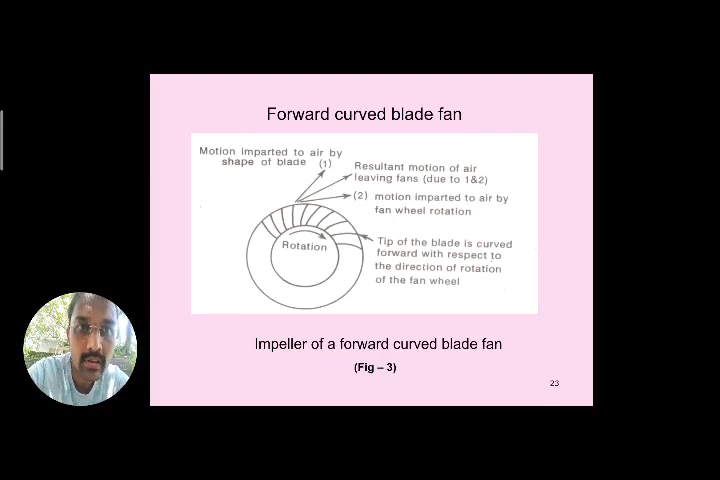 Forward curved blade fan
Motion imparted to air by
shape of blade (1)
Resultant motion of air
leaving fans (due to 1&2)
(2) motion imparted to air by
fan wheel rotation
Rotation
Tip of the blade is curved
forward with respect to
the direction of rotation
of the fan wheel
Impeller of a forward curved blade fan
(Fig – 3)
23